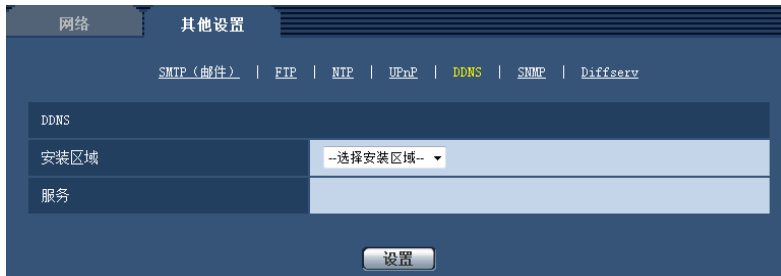 网络 其他设置
SMTP（邮件） | FTP | NTP | UPnP | DDNS | SNMP | Diffserv
DDNS
安装区域 --选择安装区域--
服务
设置